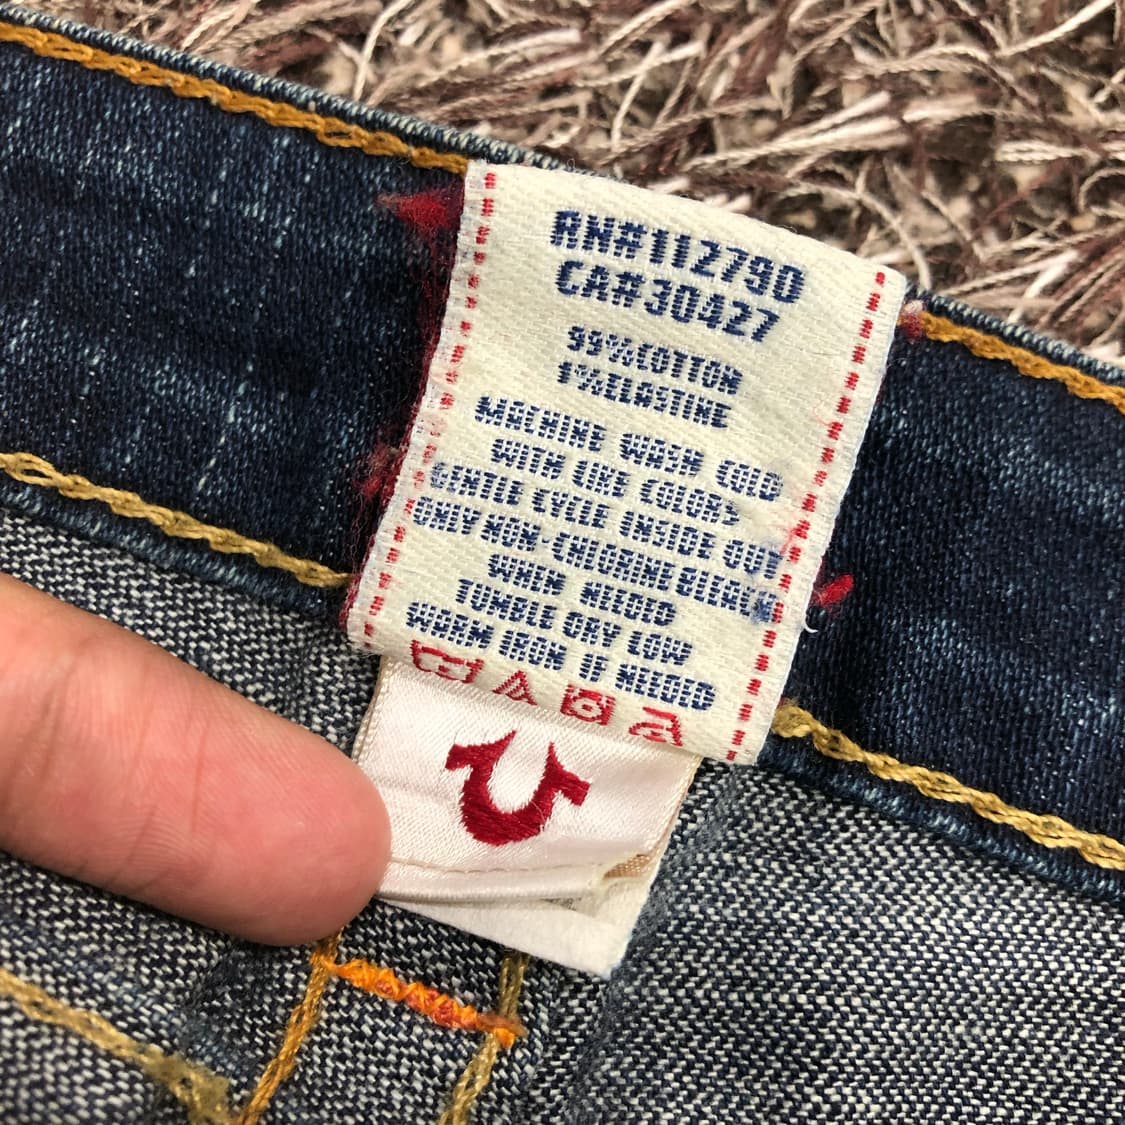 RN#112790
CA#30427
99%COTTON
1%ELASTINE
MACHINE WASH COLD
WITH LIKE COLORS
GENTLE CYCLE INSIDE OUT
ONLY NON-CHLORINE BLEACH
WHEN NEEDED
TUMBLE DRY LOW
WARM IRON IF NEEDED